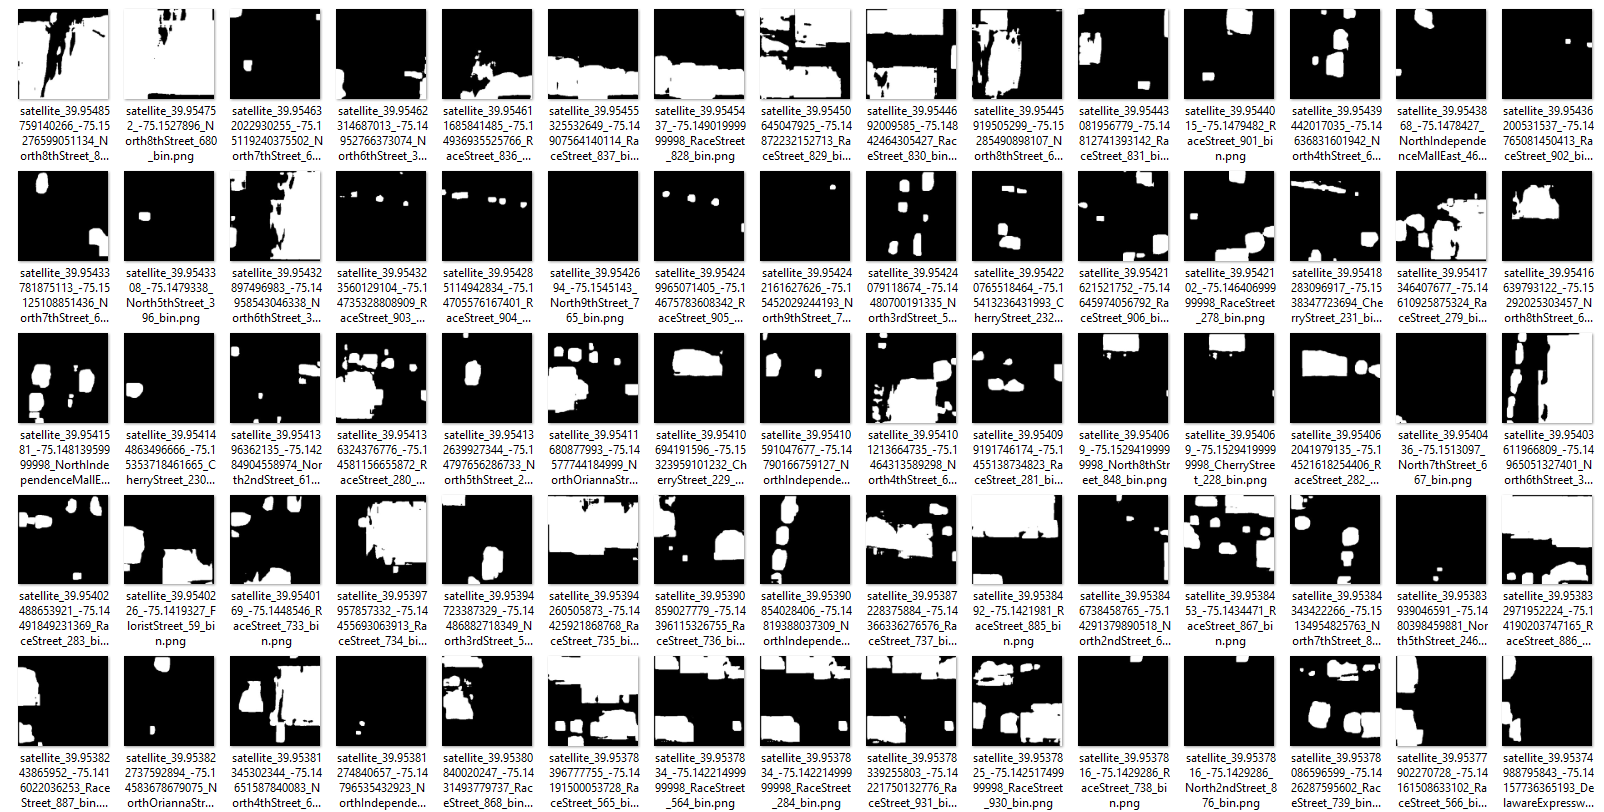 satellite_39.95485
759140266_-75.15
276599051134_N
orth8thStreet_8...
satellite_39.95475
2_-75.1527896_N
orth8thStreet_680
_bin.png
satellite_39.95463
2022930255_-75.1
5119240375502_N
orth7thStreet_6...
satellite_39.95462
314687013_-75.14
952766373074_N
orth6thStreet_3...
satellite_39.95461
1685841485_-75.1
4936935525766_R
aceStreet_836_...
satellite_39.95455
325532649_-75.14
907564140114_Ra
ceStreet_837_bi...
satellite_39.95454
37_-75.149019999
99998_RaceStreet
_828_bin.png
satellite_39.95450
645047925_-75.14
872232152713_Ra
ceStreet_829_bi...
satellite_39.95446
92009585_-75.148
42464305427_Rac
eStreet_830_bin...
satellite_39.95445
919505299_-75.15
285490898107_N
orth8thStreet_6...
satellite_39.95443
081956779_-75.14
812741393142_Ra
ceStreet_831_bi...
satellite_39.95440
15_-75.1479482_R
aceStreet_901_bi
n.png
satellite_39.95439
442017035_-75.14
636831601942_N
orth4thStreet_6...
satellite_39.95438
68_-75.1478427_
NorthIndepende
nceMallEast_46...
satellite_39.95436
200531537_-75.14
765081450413_Ra
ceStreet_902_bi...
satellite_39.95433
781875113_-75.15
125108851436_N
orth7thStreet_6...
satellite_39.95433
08_-75.1479338_
North5thStreet_3
96_bin.png
satellite_39.95432
897496983_-75.14
958543046338_N
orth6thStreet_3...
satellite_39.95432
3560129104_-75.1
4735328808909_R
aceStreet_903_...
satellite_39.95428
5114942834_-75.1
4705576167401_R
aceStreet_904_...
satellite_39.95426
94_-75.1545143_
North9thStreet_7
65_bin.png
satellite_39.95424
9965071405_-75.1
4675783608342_R
aceStreet_905_...
satellite_39.95424
2161627626_-75.1
5452029244193_N
orth9thStreet_7...
satellite_39.95424
079118674_-75.14
480700191335_N
orth3rdStreet_5...
satellite_39.95422
0765518464_-75.1
5413236431993_C
herryStreet_232...
satellite_39.95421
621521752_-75.14
645974056792_Ra
ceStreet_906_bi...
satellite_39.95421
02_-75.146406999
99998_RaceStreet
_278_bin.png
satellite_39.95418
283096917_-75.15
38347723694_Che
rryStreet_231_bi...
satellite_39.95417
346407677_-75.14
610925875324_Ra
ceStreet_279_bi...
satellite_39.95416
639793122_-75.15
292025303457_N
orth8thStreet_6...
satellite_39.95415
81_-75.148139599
99998_NorthInde
pendenceMallE...
satellite_39.95414
4863496666_-75.1
5353718461665_C
herryStreet_230...
satellite_39.95413
96362135_-75.142
84904558974_Nor
th2ndStreet_61...
satellite_39.95413
6324376776_-75.1
4581156655872_R
aceStreet_280_...
satellite_39.95413
2639927344_-75.1
4797656286733_N
orth5thStreet_2...
satellite_39.95411
680877993_-75.14
577744184999_N
orthOriannaStr...
satellite_39.95410
694191596_-75.15
323959101232_Ch
erryStreet_229_...
satellite_39.95410
591047677_-75.14
790166759127_N
orthIndepende...
satellite_39.95410
1213664735_-75.1
464313589298_N
orth4thStreet_6...
satellite_39.95409
9191746174_-75.1
455138734823_Ra
ceStreet_281_bi...
satellite_39.95406
9_-75.1529419999
9998_North8thStr
eet_848_bin.png
satellite_39.95406
9_-75.1529419999
9998_CherryStree
t_228_bin.png
satellite_39.95406
2041979135_-75.1
4521618254406_R
aceStreet_282_...
satellite_39.95404
36_-75.1513097_
North7thStreet_6
67_bin.png
satellite_39.95403
611966809_-75.14
965051327401_N
orth6thStreet_3...
satellite_39.95402
488653921_-75.14
491849231369_Ra
ceStreet_283_bi...
satellite_39.95402
26_-75.1419327_F
loristStreet_59_bi
n.png
satellite_39.95401
69_-75.1448546_R
aceStreet_733_bi
n.png
satellite_39.95397
957857332_-75.14
455693063913_Ra
ceStreet_734_bi...
satellite_39.95394
723387329_-75.14
486882718349_N
orth3rdStreet_5...
satellite_39.95394
260505873_-75.14
425921868768_Ra
ceStreet_735_bi...
satellite_39.95390
859027779_-75.14
396115326755_Ra
ceStreet_736_bi...
satellite_39.95390
854028406_-75.14
819388037309_N
orthIndependen...
satellite_39.95387
228375884_-75.14
366336276576_Ra
ceStreet_737_bi...
satellite_39.95384
92_-75.1421981_R
aceStreet_885_bi
n.png
satellite_39.95384
6738458765_-75.1
4291379890518_N
orth2ndStreet_6...
satellite_39.95384
53_-75.1434471_R
aceStreet_867_bi
n.png
satellite_39.95384
343422266_-75.15
134954825763_N
orth7thStreet_8...
satellite_39.95383
939046591_-75.14
80398459881_Nor
th5thStreet_246...
satellite_39.95383
2971952224_-75.1
4190203747165_R
aceStreet_886_...
satellite_39.95382
43865952_-75.141
6022036253_Race
Street_887_bin....
satellite_39.95382
2737592894_-75.1
4583678679075_N
orthOriannaStr...
satellite_39.95381
345302344_-75.14
651587840083_N
orth4thStreet_6...
satellite_39.95381
274840657_-75.14
796535432923_N
orthIndepende...
satellite_39.95380
840020247_-75.14
31493779737_Rac
eStreet_868_bin...
satellite_39.95378
396777755_-75.14
191500053728_Ra
ceStreet_565_bi...
satellite_39.95378
34_-75.142214999
99998_RaceStreet
_564_bin.png
satellite_39.95378
34_-75.142214999
99998_RaceStreet
_284_bin.png
satellite_39.95378
339255803_-75.14
221750132776_Ra
ceStreet_931_bi...
satellite_39.95378
25_-75.142517499
99998_RaceStreet
_930_bin.png
satellite_39.95378
16_-75.1429286_R
aceStreet_738_bi
n.png
satellite_39.95378
16_-75.1429286_
North2ndStreet_8
76_bin.png
satellite_39.95378
086596599_-75.14
26287595602_Rac
eStreet_739_bin...
satellite_39.95377
902270728_-75.14
161508633102_Ra
ceStreet_566_bi...
satellite_39.95374
988795843_-75.1
157736365193_De
lawareExpressw...